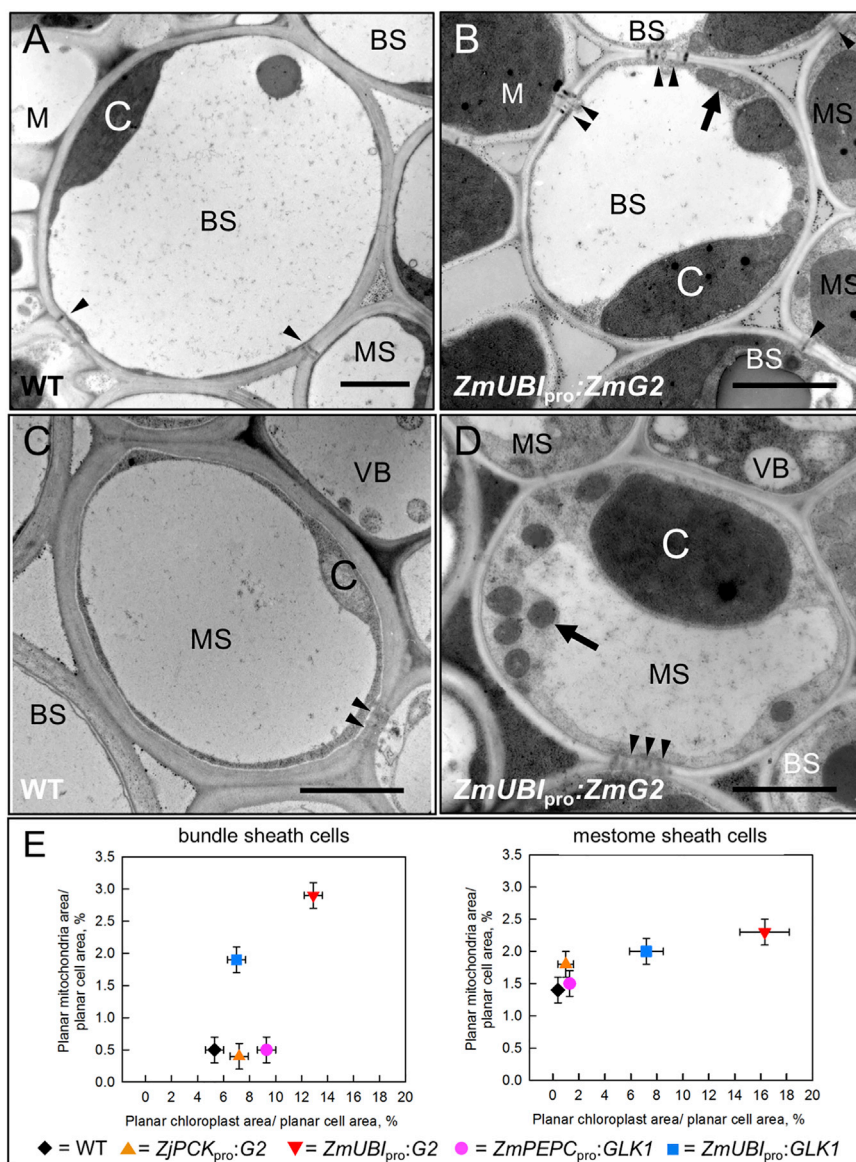 A
BS
C
M
BS
MS
WT
B
BS
M
MS
BS
C
MS
BS
ZmUBIpro:ZmG2
C
VB
C
MS
BS
WT
D
MS
VB
C
MS
BS
ZmUBIpro:ZmG2
E
bundle sheath cells
Planar mitochondria area/
planar cell area, %
3.5
3.0
2.5
2.0
1.5
1.0
0.5
0.0
0 2 4 6 8 10 12 14 16 18 20
Planar chloroplast area/ planar cell area, %
mestome sheath cells
Planar mitochondria area/
planar cell area, %
3.5
3.0
2.5
2.0
1.5
1.0
0.5
0.0
0 2 4 6 8 10 12 14 16 18 20
Planar chloroplast area/ planar cell area, %
= WT = ZjPCKpro:G2 = ZmUBIpro:G2 = ZmPEPCpro:GLK1 = ZmUBIpro:GLK1